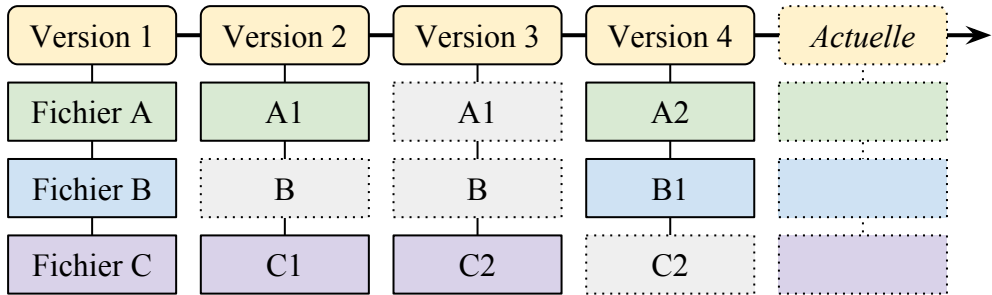 Version 1 Version 2 Version 3 Version 4 Actuelle
Fichier A A1 A1 A2
Fichier B B B B1
Fichier C C1 C2 C2